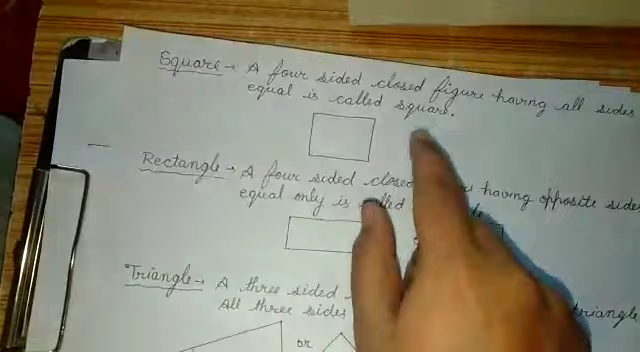 Square → A four sided closed figure having all sides
equal is called square.
Rectangle → A four sided closed having opposite sides
equal only is
Triangle → A three sided triangle
All three sides
or